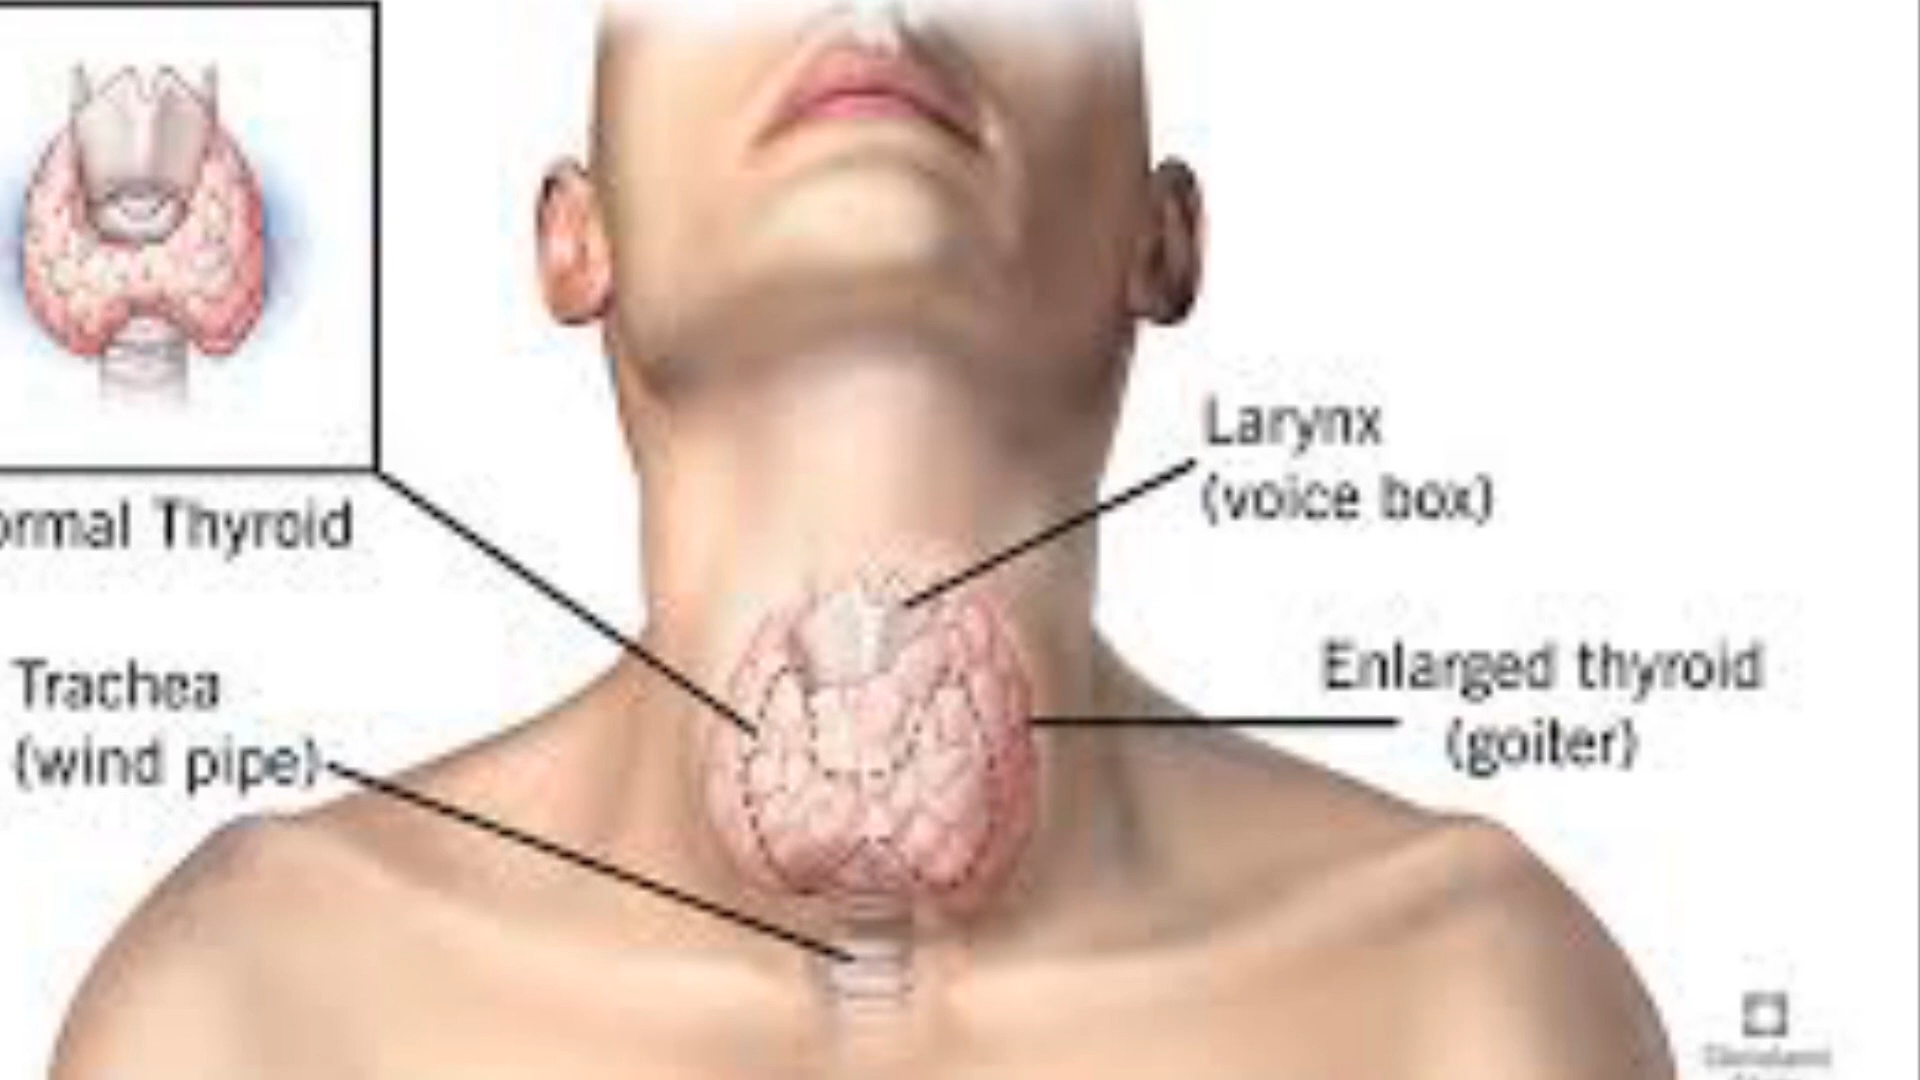 ormal Thyroid
Trachea
(wind pipe)
Larynx
(voice box)
Enlarged thyroid
(goiter)